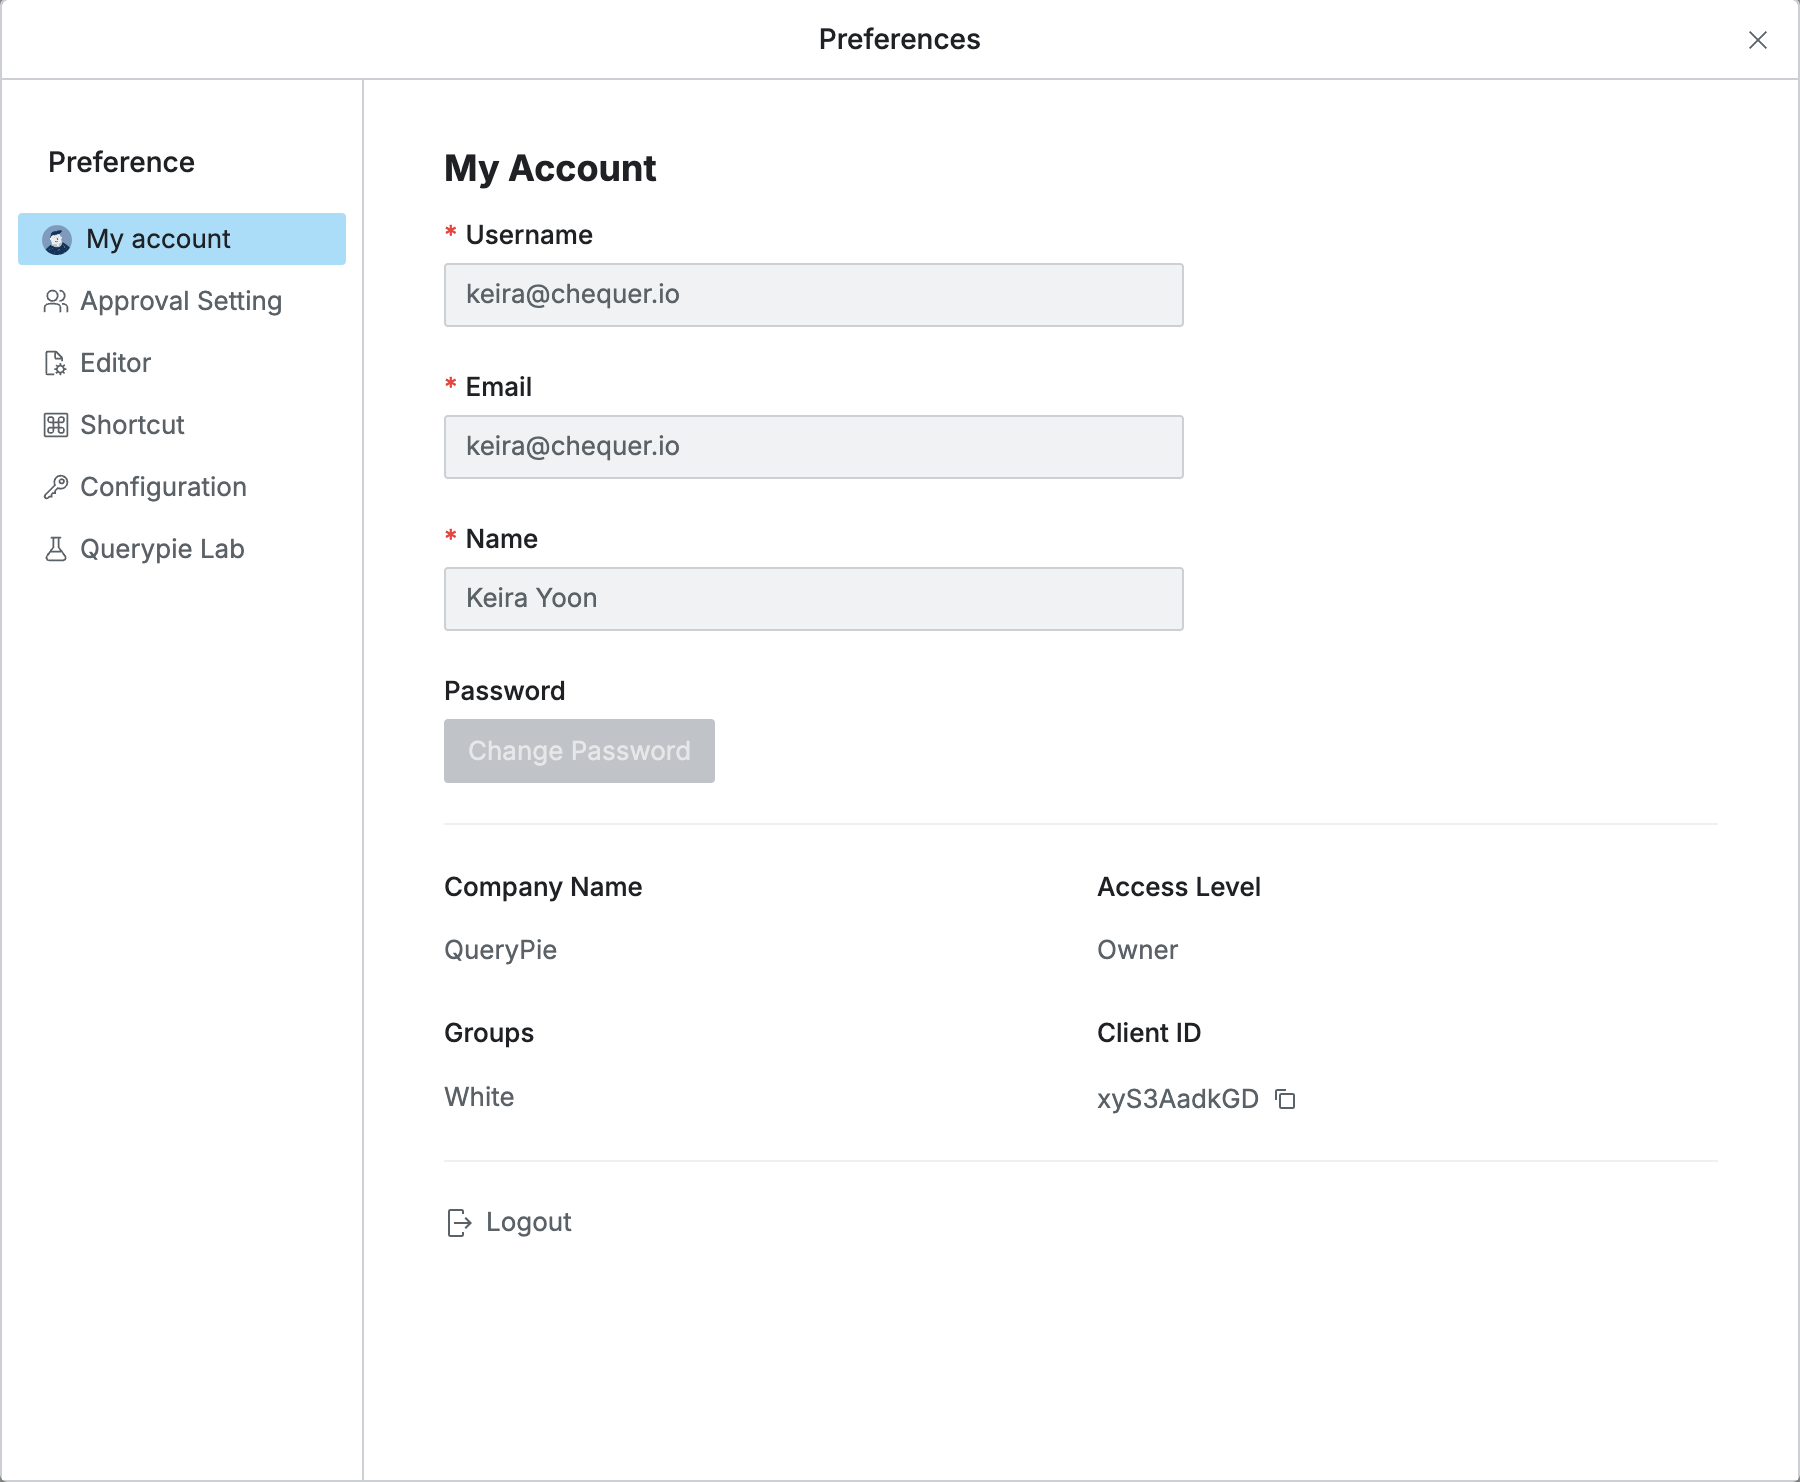 Preferences
Preference
My account
Approval Setting
Editor
Shortcut
Configuration
Querypie Lab
My Account
* Username
keira@chequer.io
* Email
keira@chequer.io
* Name
Keira Yoon
Password
Change Password
Company Name
QueryPie
Access Level
Owner
Groups
White
Client ID
xyS3AadkGD
Logout